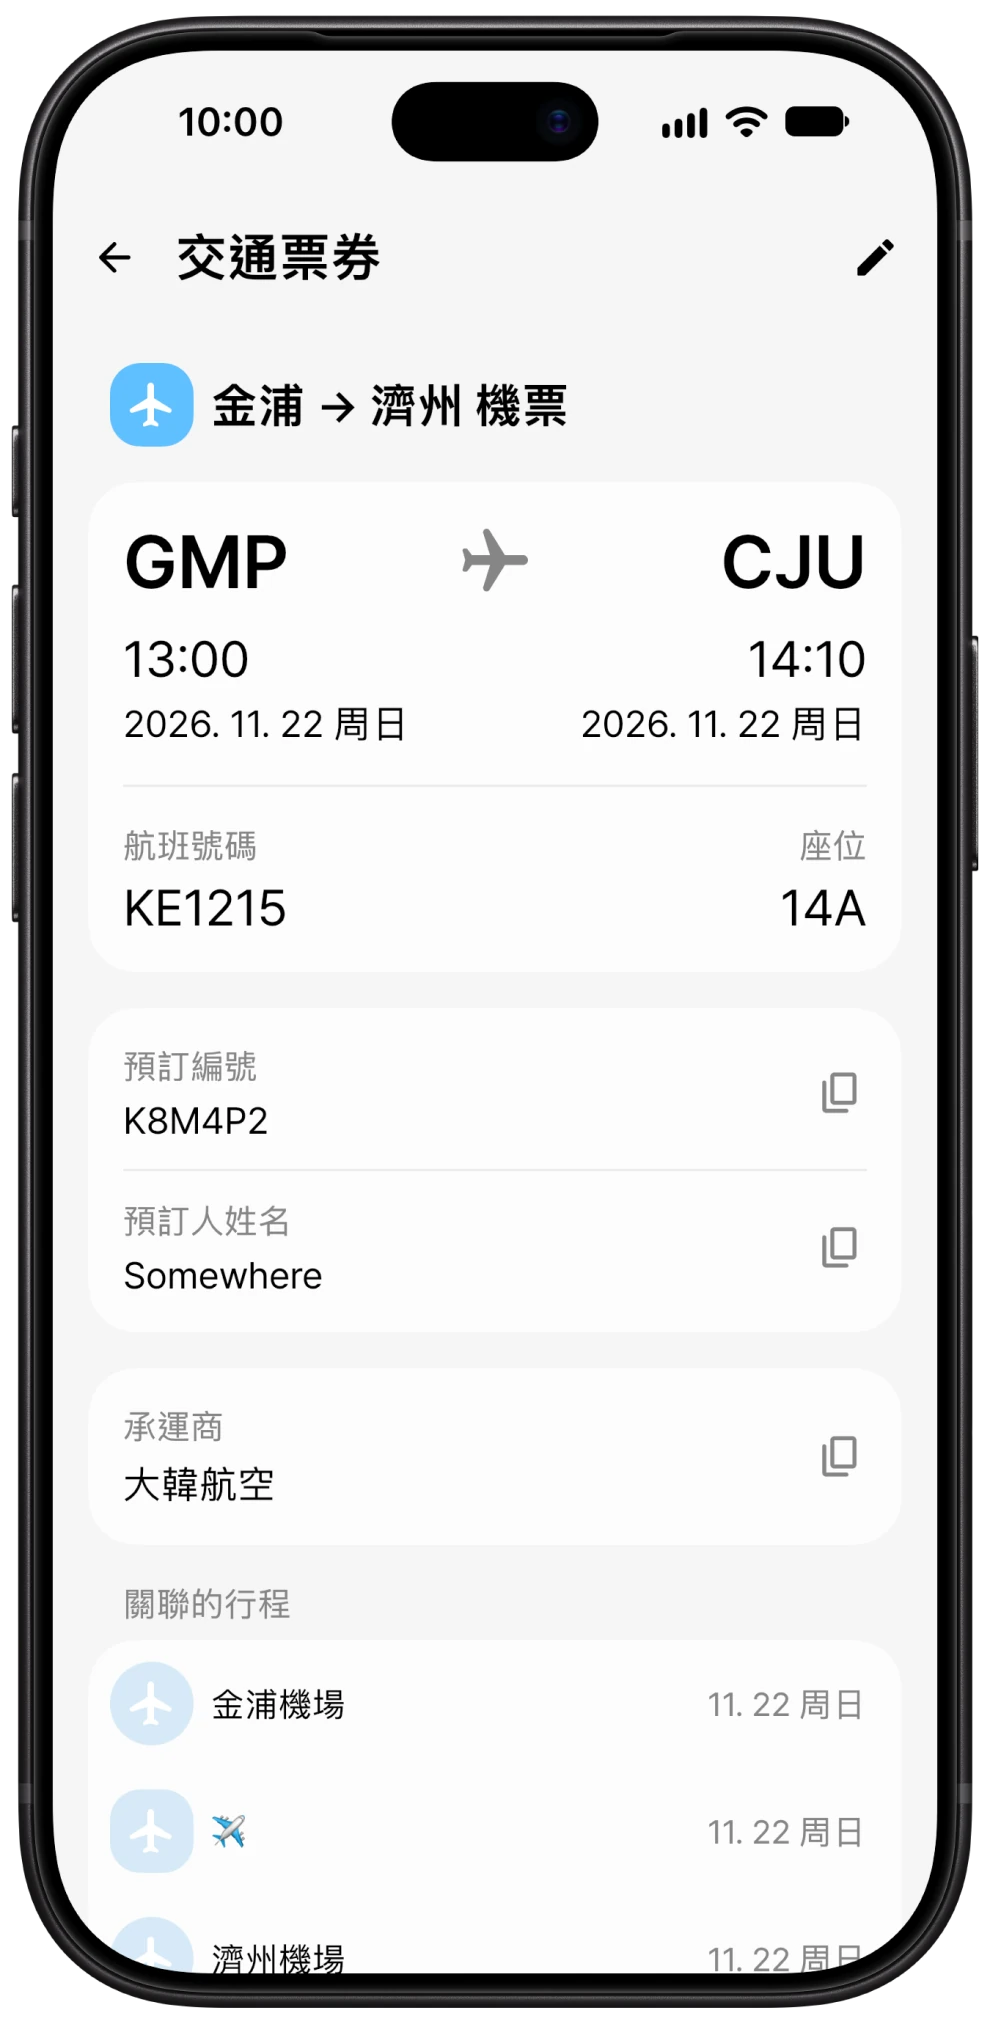 10:00
交通票券
金浦 → 濟州 機票
GMP CJU
13:00 14:10
2026. 11. 22 周日 2026. 11. 22 周日
航班號碼 座位
KE1215 14A
預訂編號
K8M4P2
預訂人姓名
Somewhere
承運商
大韓航空
關聯的行程
金浦機場 11. 22 周日
✈️ 11. 22 周日
濟州機場 11. 22 周日